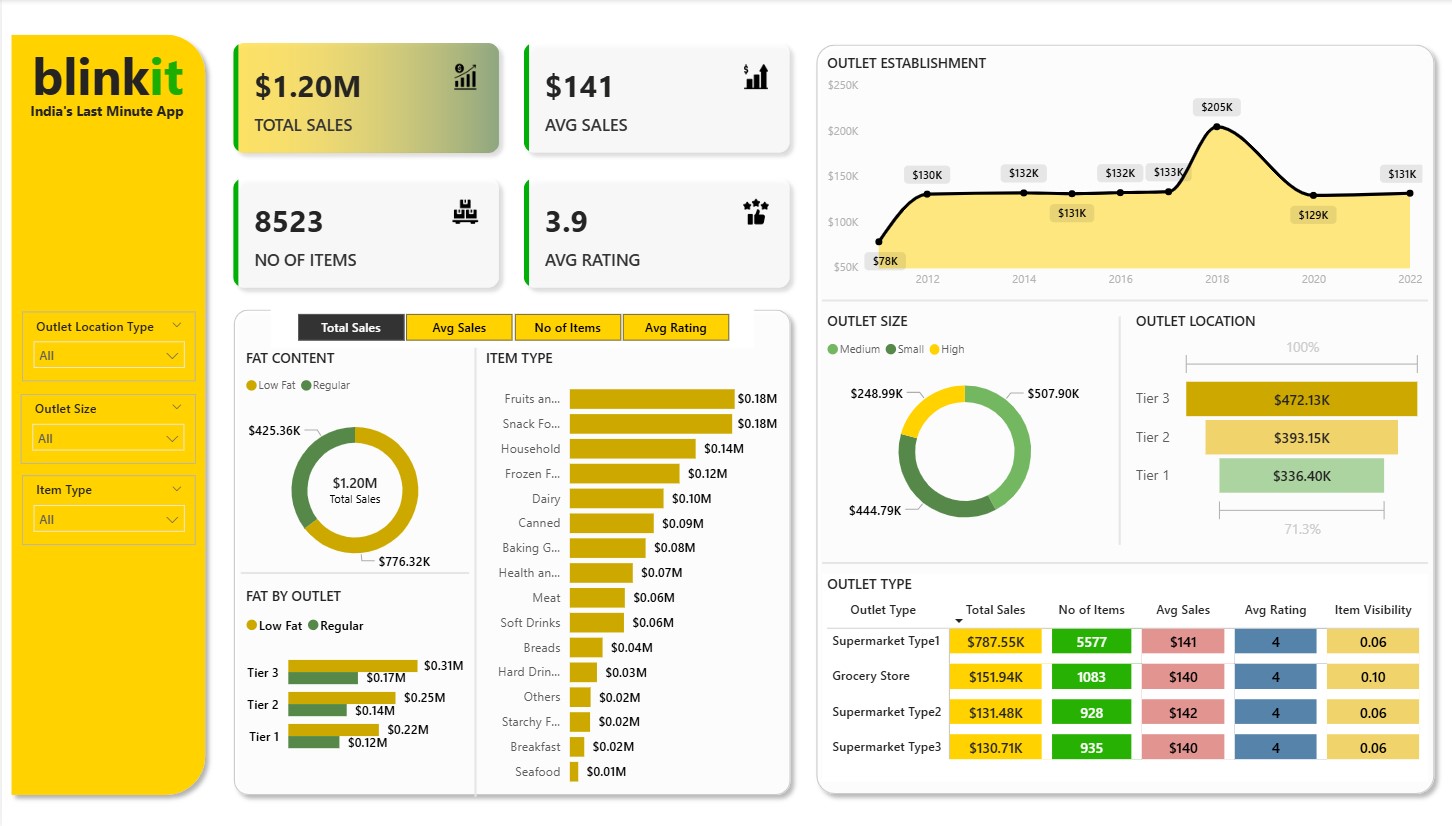 blinkit
India's Last Minute App
Outlet Location Type
All
Outlet Size
All
Item Type
All
$1.20M
TOTAL SALES
$141
AVG SALES
8523
NO OF ITEMS
3.9
AVG RATING
Total Sales
Avg Sales
No of Items
Avg Rating
FAT CONTENT
Low Fat Regular
$425.36K
$1.20M
Total Sales
$776.32K
FAT BY OUTLET
Low Fat Regular
Tier 3 $0.31M
$0.17M
Tier 2 $0.25M
$0.14M
Tier 1 $0.22M
$0.12M
ITEM TYPE
Fruits an... $0.18M
Snack Fo... $0.18M
Household $0.14M
Frozen F... $0.12M
Dairy $0.10M
Canned $0.09M
Baking G... $0.08M
Health an... $0.07M
Meat $0.06M
Soft Drinks $0.06M
Breads $0.04M
Hard Drin... $0.03M
Others $0.02M
Starchy F... $0.02M
Breakfast $0.02M
Seafood $0.01M
OUTLET ESTABLISHMENT
$250K
$200K
$150K
$100K
$50K
$78K
$130K
$132K
$131K
$132K
$133K
$205K
$129K
$131K
2012 2014 2016 2018 2020 2022
OUTLET SIZE
Medium Small High
$248.99K
$507.90K
$444.79K
OUTLET LOCATION
100%
Tier 3 $472.13K
Tier 2 $393.15K
Tier 1 $336.40K
71.3%
OUTLET TYPE
Outlet Type Total Sales No of Items Avg Sales Avg Rating Item Visibility
Supermarket Type1 $787.55K 5577 $141 4 0.06
Grocery Store $151.94K 1083 $140 4 0.10
Supermarket Type2 $131.48K 928 $142 4 0.06
Supermarket Type3 $130.71K 935 $140 4 0.06